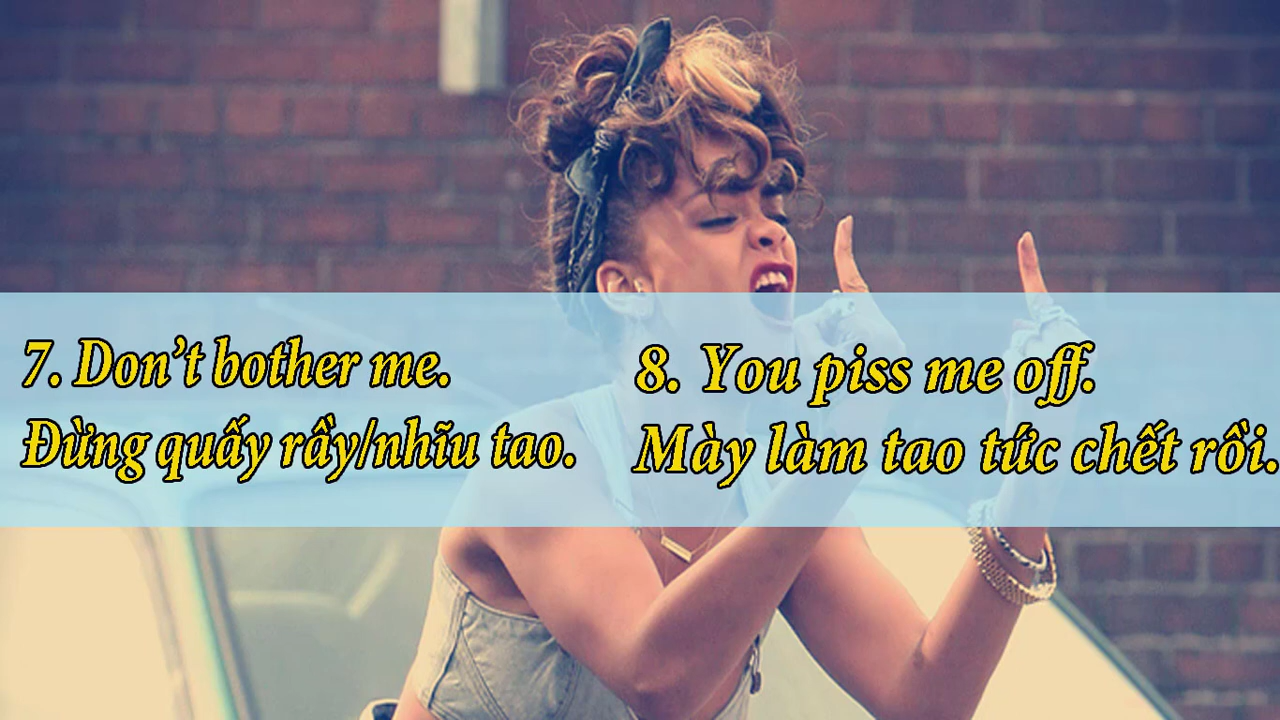 7. Don't bother me.
Đừng quấy rầy/nhĩu tao.
8. You piss me off.
Mày làm tao tức chết rồi.